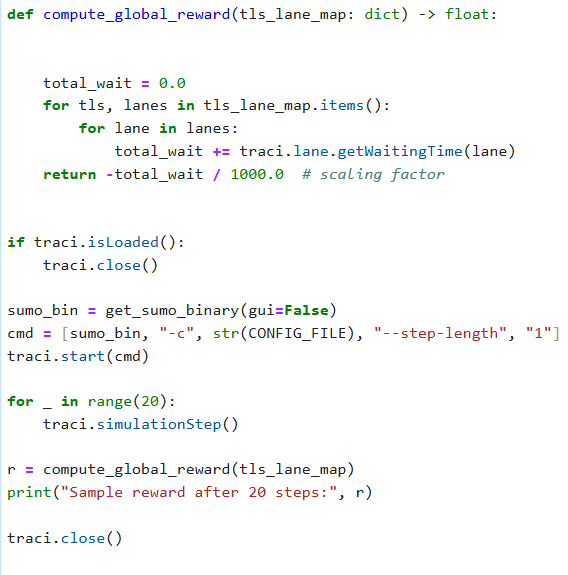 def compute_global_reward(tls_lane_map: dict) -> float:
    total_wait = 0.0
    for tls, lanes in tls_lane_map.items():
        for lane in lanes:
            total_wait += traci.lane.getWaitingTime(lane)
    return -total_wait / 1000.0  # scaling factor
if traci.isLoaded():
    traci.close()
sumo_bin = get_sumo_binary(gui=False)
cmd = [sumo_bin, "-c", str(CONFIG_FILE), "--step-length", "1"]
traci.start(cmd)
for _ in range(20):
    traci.simulationStep()
r = compute_global_reward(tls_lane_map)
print("Sample reward after 20 steps:", r)
traci.close()